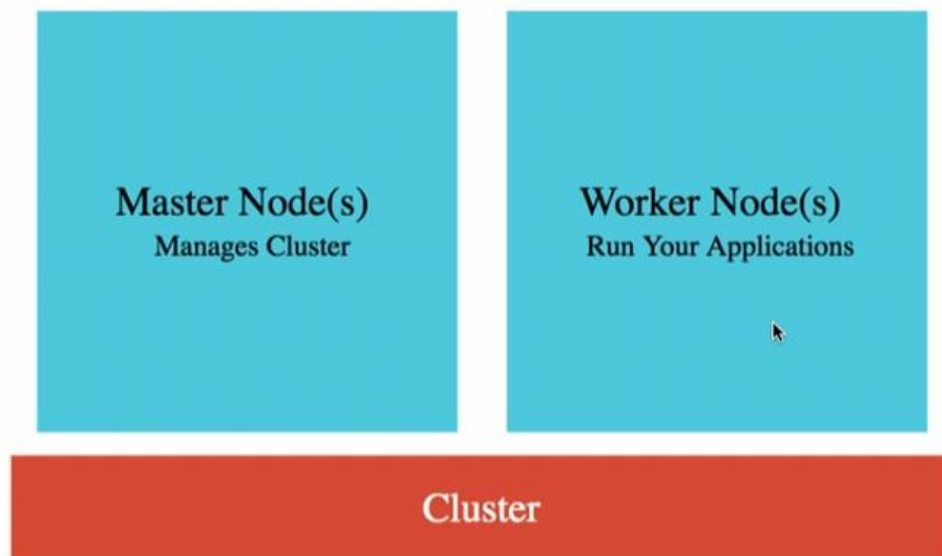 Master Node(s)
Manages Cluster
Worker Node(s)
Run Your Applications
Cluster